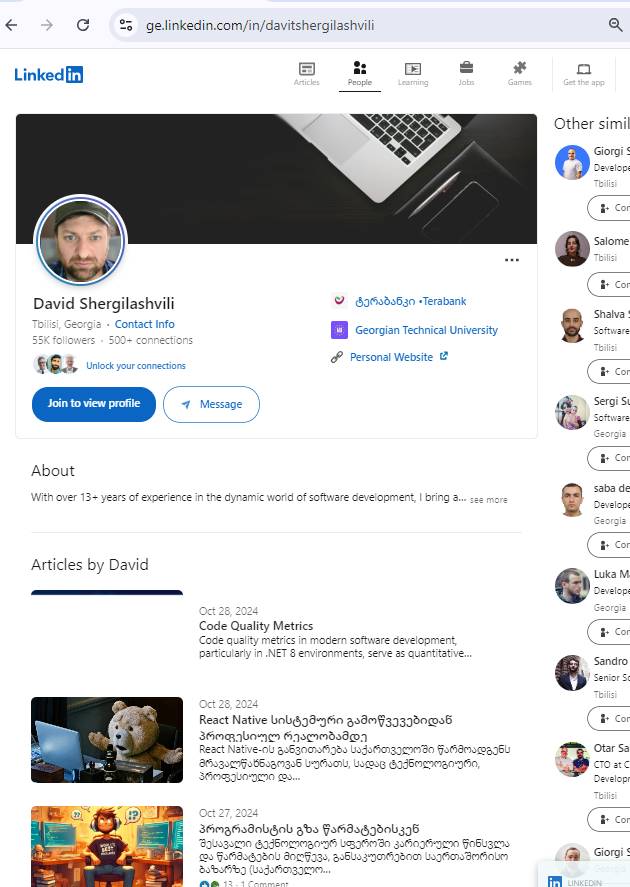 ge.linkedin.com/in/davitshergilashvili
Linked in
Articles
People
Learning
Jobs
Games
Get the app
David Shergilashvili
Tbilisi, Georgia · Contact Info
55K followers · 500+ connections
Unlock your connections
Join to view profile
Message
ტერაბანკი •Terabank
Georgian Technical University
Personal Website
About
With over 13+ years of experience in the dynamic world of software development, I bring a… see more
Articles by David
Oct 28, 2024
Code Quality Metrics
Code quality metrics in modern software development,
particularly in .NET 8 environments, serve as quantitative…
Oct 28, 2024
React Native სისტემური გამოწვევებიდან
პროფესიულ რეალობამდე
React Native-ის განვითარება საქართველოში წარმოადგენს
მრავალწახნაგოვან სურათს, სადაც ტექნოლოგიური,
პროფესიული და…
Oct 27, 2024
პროგრამისტის გზა წარმატებისკენ
შესავალი ტექნოლოგიურ სფეროში კარიერული წინსვლა
და წარმატების მიღწევა, განსაკუთრებით საერთაშორისო
ბაზარზე (საქართველო…
13 · 1 Comment
Other simil
Giorgi S
Develope
Tbilisi
Con
Salome
Tbilisi
Con
Shalva S
Software
Tbilisi
Con
Sergi Su
Software
Georgia
Con
saba de
Develope
Georgia
Con
Luka Ma
Develope
Georgia
Con
Sandro
Senior So
Tbilisi
Con
Otar Sa
CTO at C
Developm
Tbilisi
Con
Giorgi S
LINKEDIN